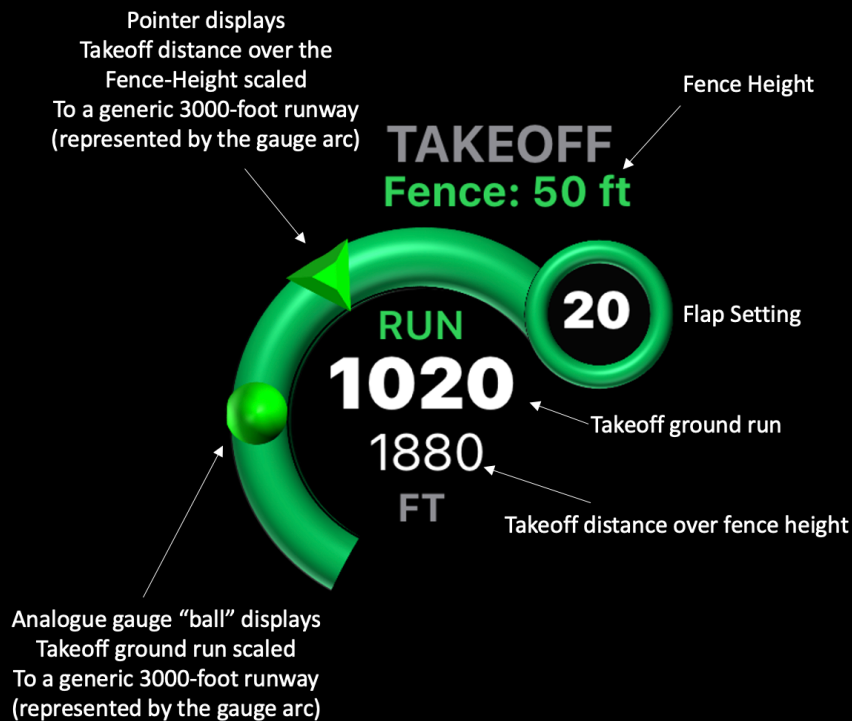 Pointer displays
Takeoff distance over the
Fence-Height scaled
To a generic 3000-foot runway
(represented by the gauge arc)
Fence Height
TAKEOFF
Fence: 50 ft
20
Flap Setting
RUN
1020
Takeoff ground run
1880
FT
Takeoff distance over fence height
Analogue gauge “ball” displays
Takeoff ground run scaled
To a generic 3000-foot runway
(represented by the gauge arc)